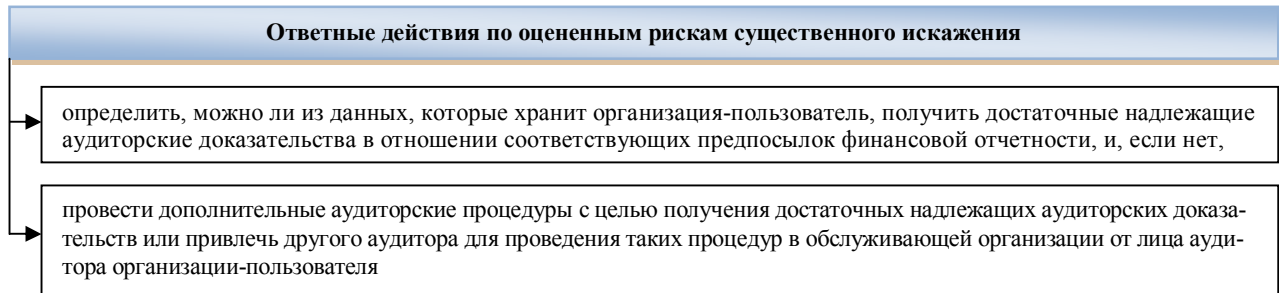 Ответные действия по оцененным рискам существенного искажения
определить, можно ли из данных, которые хранит организация-пользователь, получить достаточные надлежащие
аудиторские доказательства в отношении соответствующих предпосылок финансовой отчетности, и, если нет,
провести дополнительные аудиторские процедуры с целью получения достаточных надлежащих аудиторских доказа-
тельств или привлечь другого аудитора для проведения таких процедур в обслуживающей организации от лица ауди-
тора организации-пользователя